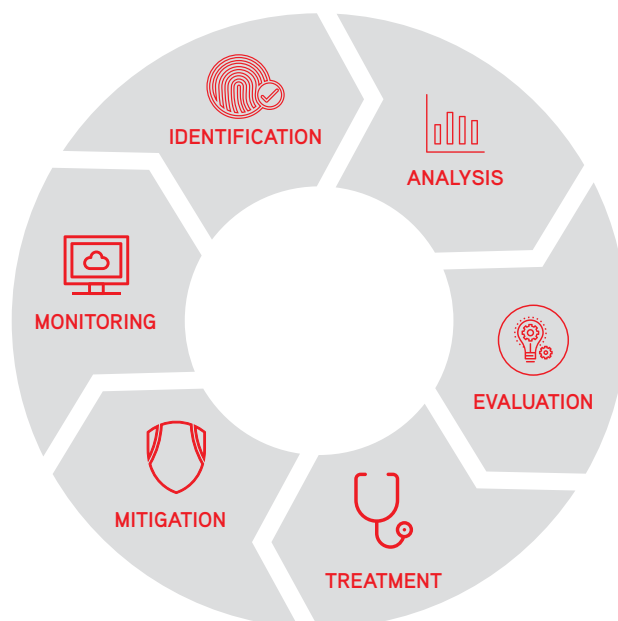 IDENTIFICATION
ANALYSIS
EVALUATION
TREATMENT
MITIGATION
MONITORING